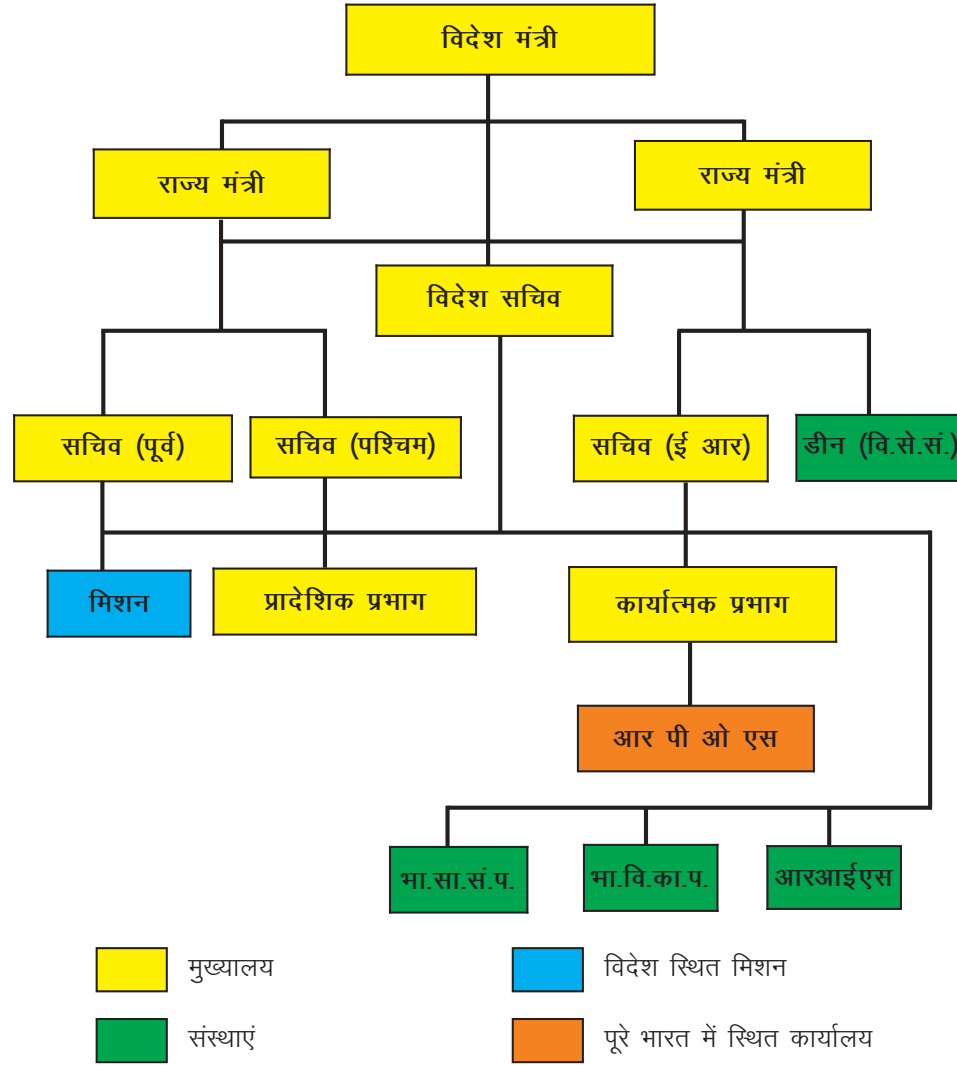 विदेश मंत्री
राज्य मंत्री
राज्य मंत्री
विदेश सचिव
सचिव (पूर्व)
सचिव (पश्चिम)
सचिव (ई आर)
डीन (वि.से.सं.)
मिशन
प्रादेशिक प्रभाग
कार्यात्मक प्रभाग
आर पी ओ एस
भा.सा.सं.प.
भा.वि.का.प.
आरआईएस
मुख्यालय
विदेश स्थित मिशन
संस्थाएं
पूरे भारत में स्थित कार्यालय